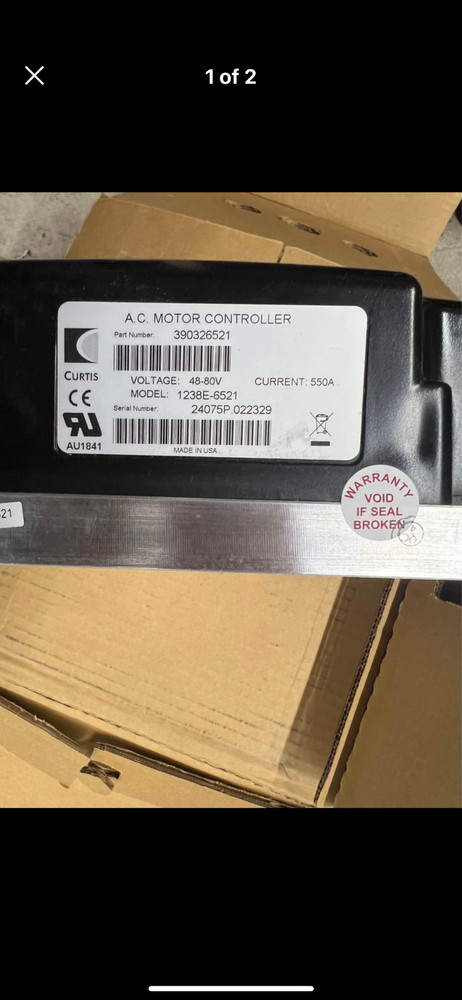 1 of 2
A.C. MOTOR CONTROLLER
Part Number: 390326521
CURTIS
VOLTAGE: 48-80V CURRENT: 550A
MODEL: 1238E-6521
Serial Number: 24075P.022329
AU1841
MADE IN USA
WARRANTY
VOID
IF SEAL
BROKEN
21